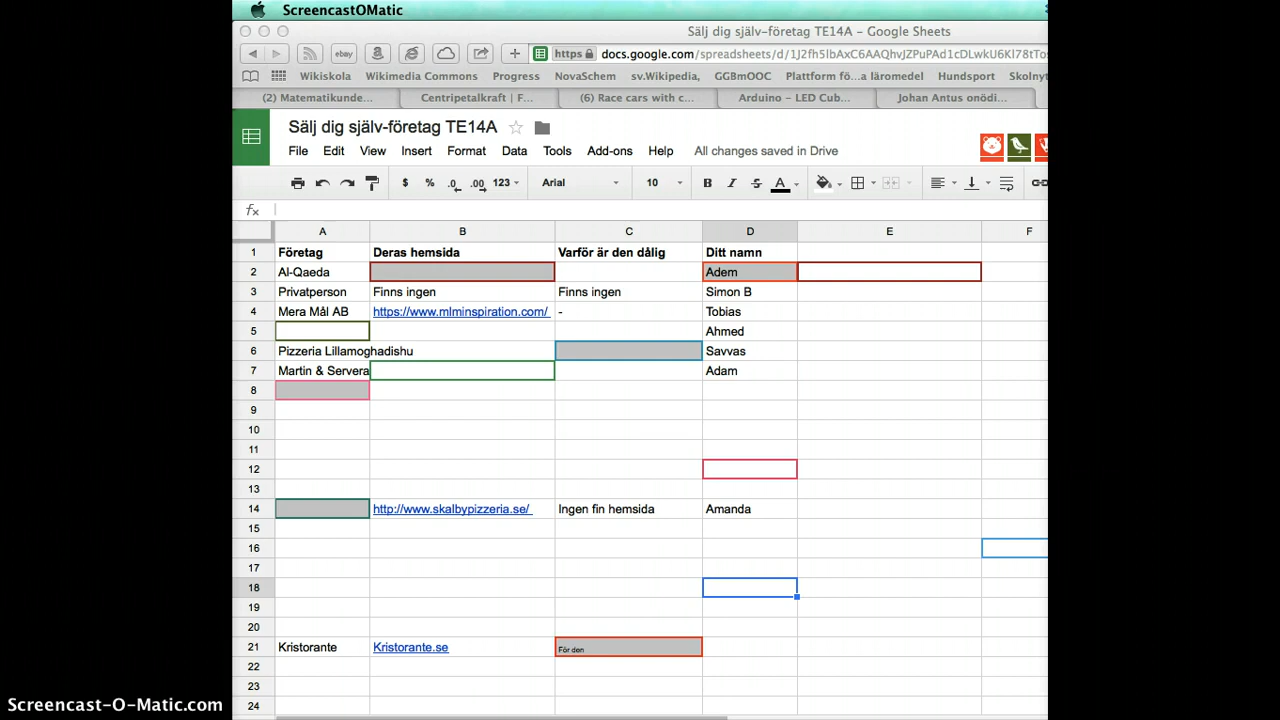 ScreencastOMatic
Sälj dig själv-företag TE14A - Google Sheets
ebay
https docs.google.com/spreadsheets/d/1J2fh5lbAxC6AAQhvJZPuPAd1cDLwkU6Kl78tTos
Wikiskola Wikimedia Commons Progress NovaSchem sv.Wikipedia, GGBmOOC Plattform fö...a läromedel Hundsport Skolnyt
(2) Matematikunde... Centripetalkraft | F... (6) Race cars with c... Arduino – LED Cub... Johan Antus onödi...
Sälj dig själv-företag TE14A
File Edit View Insert Format Data Tools Add-ons Help All changes saved in Drive
$ % .0 .00 123 Arial 10 B I S A
fx
A B C D E F
1 Företag Deras hemsida Varför är den dålig Ditt namn
2 Al-Qaeda Adem
3 Privatperson Finns ingen Finns ingen Simon B
4 Mera Mål AB https://www.mlminspiration.com/ - Tobias
5 Ahmed
6 Pizzeria Lillamoghadishu Savvas
7 Martin & Servera Adam
8
9
10
11
12
13
14 http://www.skalbypizzeria.se/ Ingen fin hemsida Amanda
15
16
17
18
19
20
21 Kristorante Kristorante.se För den
22
23
24
Screencast-O-Matic.com